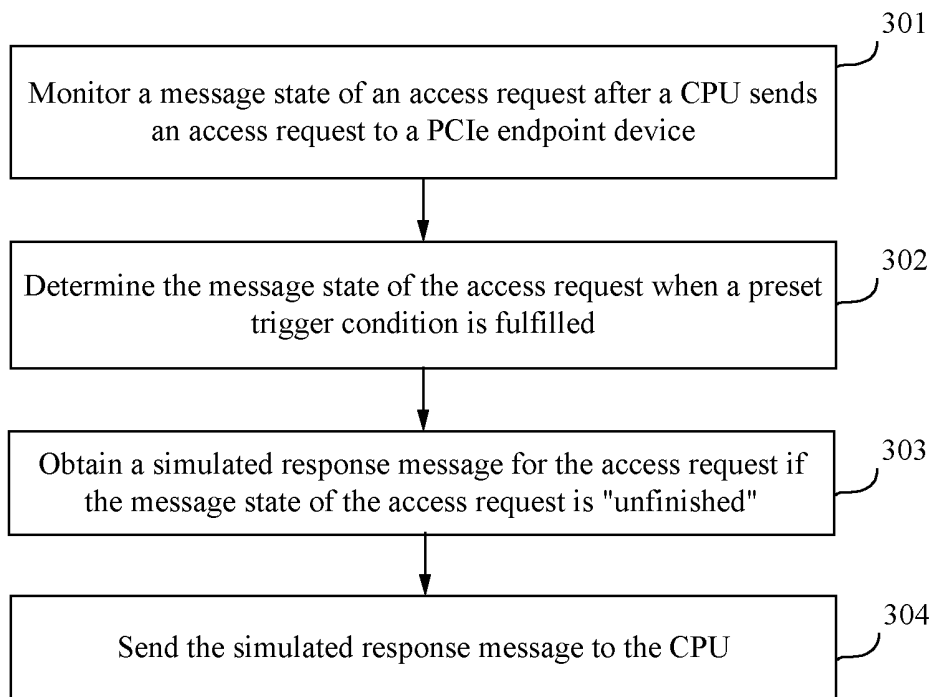 301
Monitor a message state of an access request after a CPU sends
an access request to a PCIe endpoint device
302
Determine the message state of the access request when a preset
trigger condition is fulfilled
303
Obtain a simulated response message for the access request if
the message state of the access request is "unfinished"
304
Send the simulated response message to the CPU